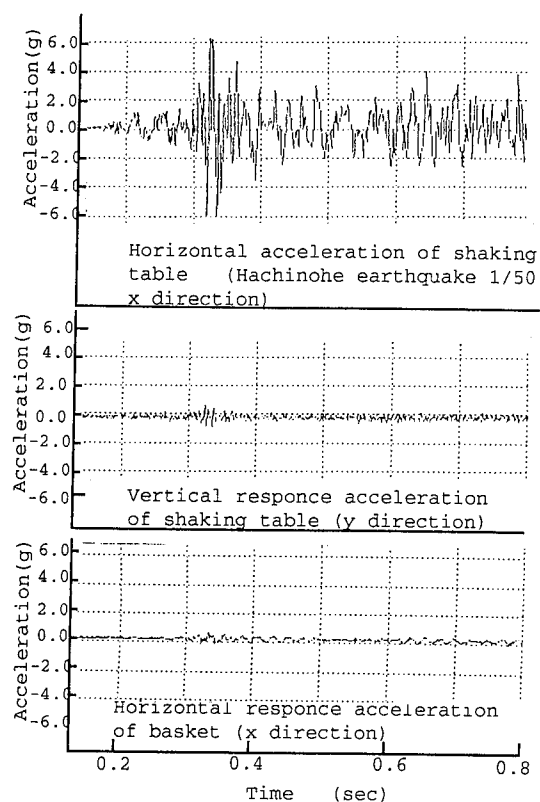 Acceleration(g)
6.0
4.0
2.0
0.0
-2.0
-4.0
-6.0
Horizontal acceleration of shaking
table (Hachinohe earthquake 1/50
x direction)
Acceleration(g)
6.0
4.0
2.0
0.0
-2.0
-4.0
-6.0
Vertical responce acceleration
of shaking table (y direction)
Acceleration(g)
6.0
4.0
2.0
0.0
-2.0
-4.0
-6.0
Horizontal responce acceleration
of basket (x direction)
0.2 0.4 0.6 0.8
Time (sec)